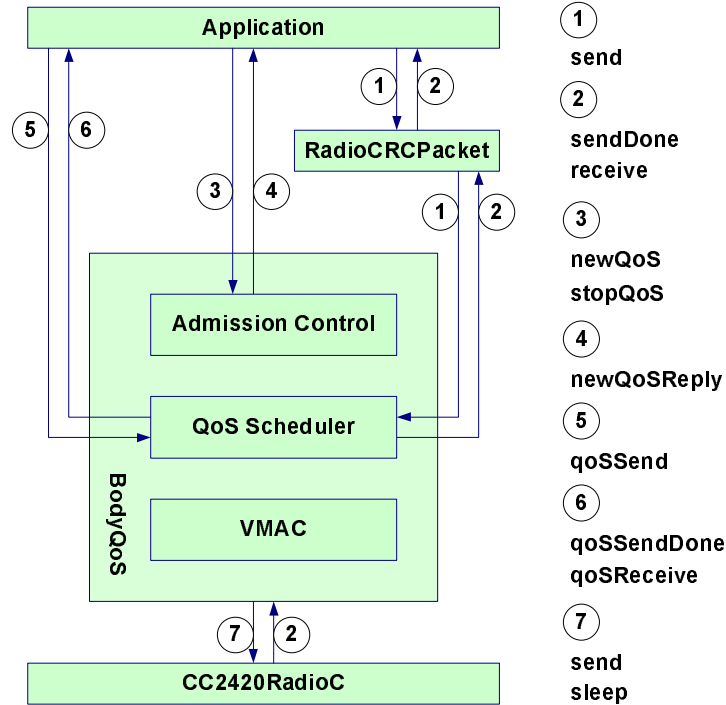 Application
1
2
5
6
RadioCRCPacket
3
4
1
2
Admission Control
QoS Scheduler
BodyQoS
VMAC
7
2
CC2420RadioC
1
send
2
sendDone
receive
3
newQoS
stopQoS
4
newQoSReply
5
qoSSend
6
qoSSendDone
qoSReceive
7
send
sleep